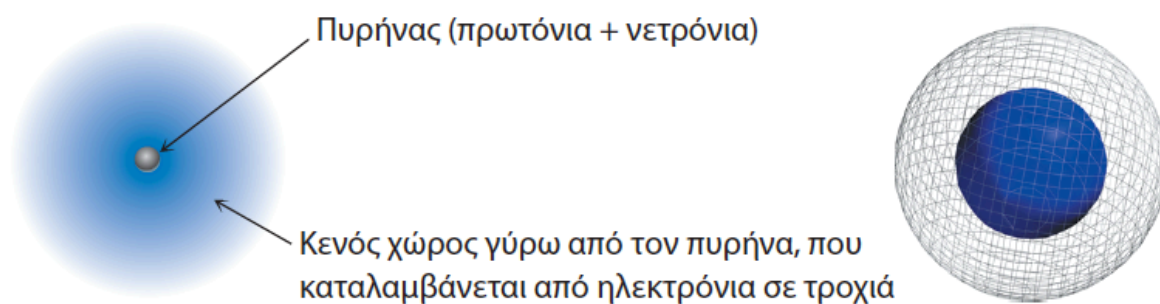 Πυρήνας (πρωτόνια + νετρόνια)
Κενός χώρος γύρω από τον πυρήνα, που
καταλαμβάνεται από ηλεκτρόνια σε τροχιά